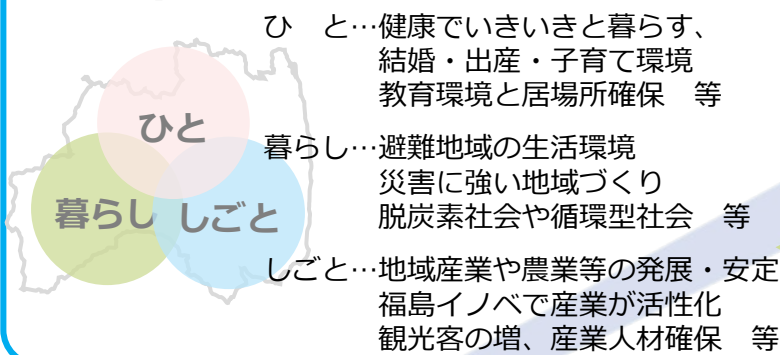 ひと
暮らし しごと
ひ　と…健康でいきいきと暮らす、
結婚・出産・子育て環境
教育環境と居場所確保　等
暮らし…避難地域の生活環境
災害に強い地域づくり
脱炭素社会や循環型社会　等
しごと…地域産業や農業等の発展・安定
福島イノベで産業が活性化
観光客の増、産業人材確保　等